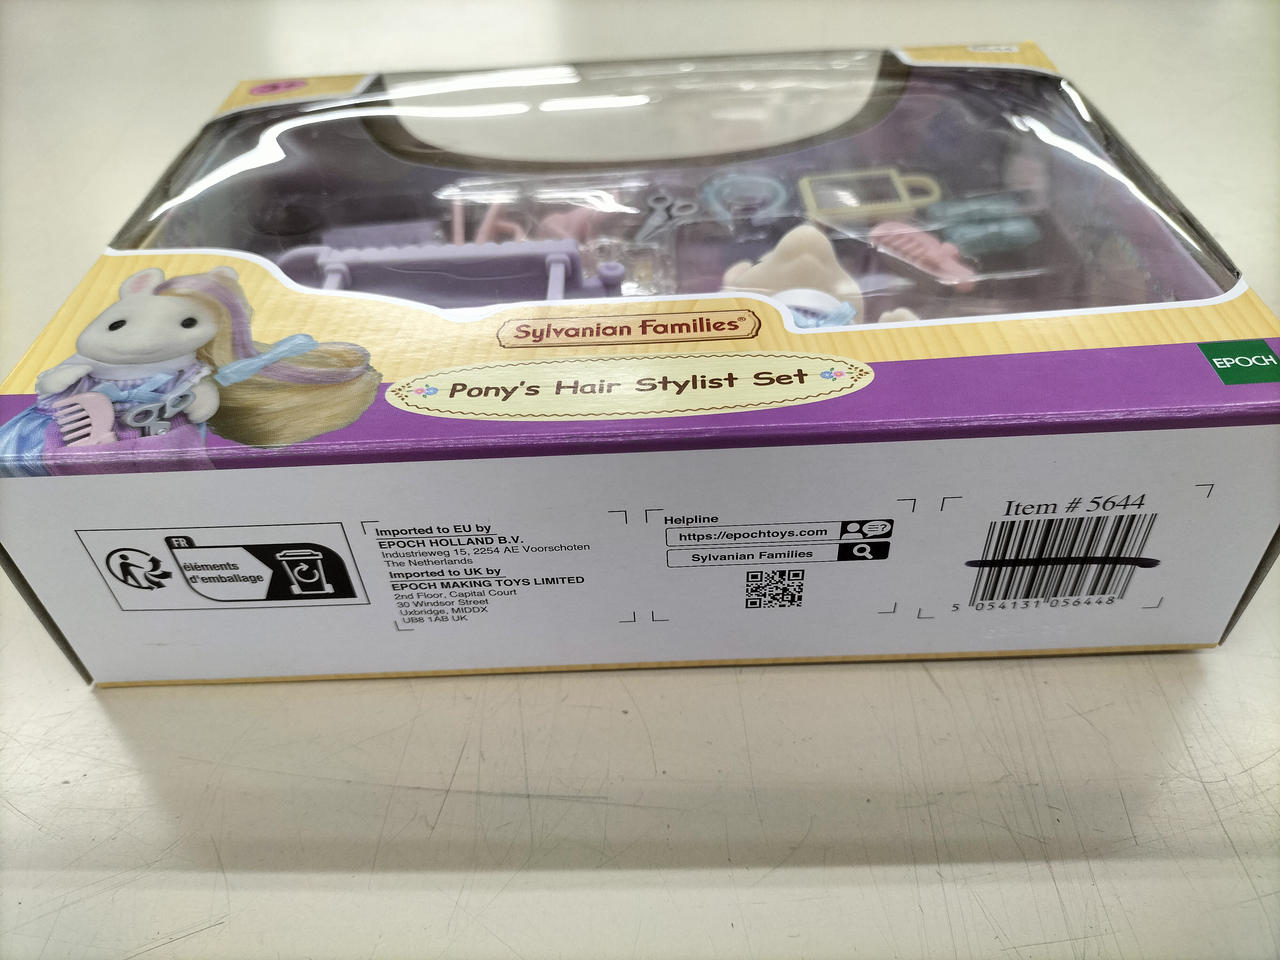 3+
Sylvanian Families®
Pony's Hair Stylist Set
EPOCH
FR
éléments
d'emballage
Imported to EU by
EPOCH HOLLAND B.V.
Industrieweg 15, 2254 AE Voorschoten
The Netherlands
Imported to UK by
EPOCH MAKING TOYS LIMITED
2nd Floor, Capital Court
30 Windsor Street
Uxbridge, MIDDX
UB8 1AB UK
Helpline
https://epochtoys.com
Sylvanian Families
Item # 5644
5 054131 056448